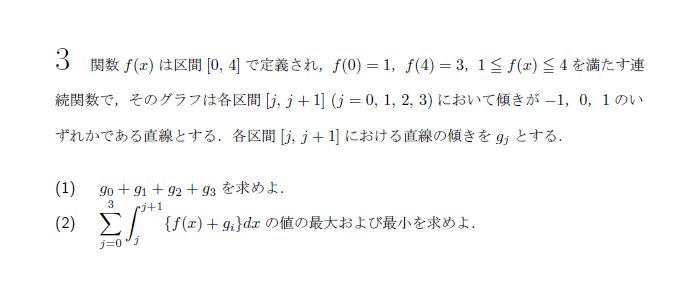 3 関数 f(x) は区間 [0, 4] で定義され，f(0) = 1，f(4) = 3，1 ≦ f(x) ≦ 4 を満たす連
続関数で，そのグラフは各区間 [j, j + 1] (j = 0, 1, 2, 3) において傾きが −1，0，1 のい
ずれかである直線とする．各区間 [j, j + 1] における直線の傾きを g_j とする．
(1) g_0 + g_1 + g_2 + g_3 を求めよ．
(2) \sum_{j=0}^{3} \int_{j}^{j+1} {f(x) + g_i}dx の値の最大および最小を求めよ．